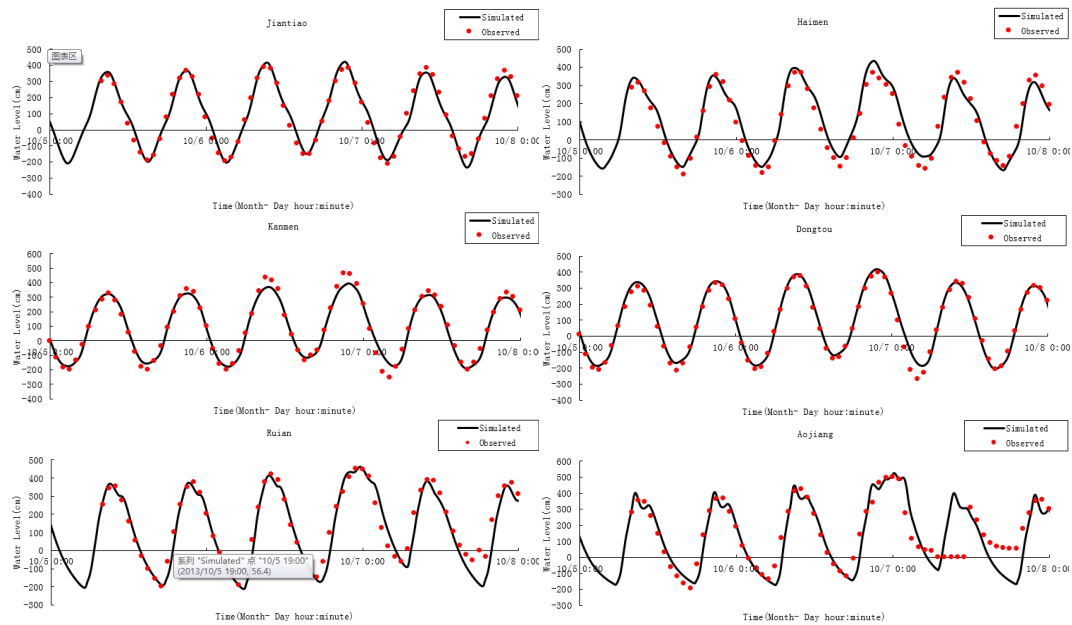 Jiantiao
Simulated
Observed
图表区
500
400
300
200
100
0
-100
-200
-300
-400
Water Level(cm)
10/5 0:00
10/6 0:00
10/7 0:00
10/8 0:00
Time(Month- Day hour:minute)
Haimen
Simulated
Observed
500
400
300
200
100
0
-100
-200
-300
Water Level(cm)
10/5 0:00
10/6 0:00
10/7 0:00
10/8 0:00
Time(Month- Day hour:minute)
Kanmen
Simulated
Observed
600
500
400
300
200
100
0
-100
-200
-300
-400
Water Level(cm)
10/5 0:00
10/6 0:00
10/7 0:00
10/8 0:00
Time(Month- Day hour:minute)
Dongtou
Simulated
Observed
500
400
300
200
100
0
-100
-200
-300
-400
Water Level(cm)
10/5 0:00
10/6 0:00
10/7 0:00
10/8 0:00
Time(Month- Day hour:minute)
Ruian
Simulated
Observed
500
400
300
200
100
0
-100
-200
-300
Water Level(cm)
10/5 0:00
10/7 0:00
10/8 0:00
系列 "Simulated" 点 "10/5 19:00"
(2013/10/5 19:00, -56.4)
Time(Month- Day hour:minute)
Aojiang
Simulated
Observed
600
500
400
300
200
100
0
-100
-200
-300
Water Level(cm)
10/5 0:00
10/6 0:00
10/7 0:00
10/8 0:00
Time(Month- Day hour:minute)